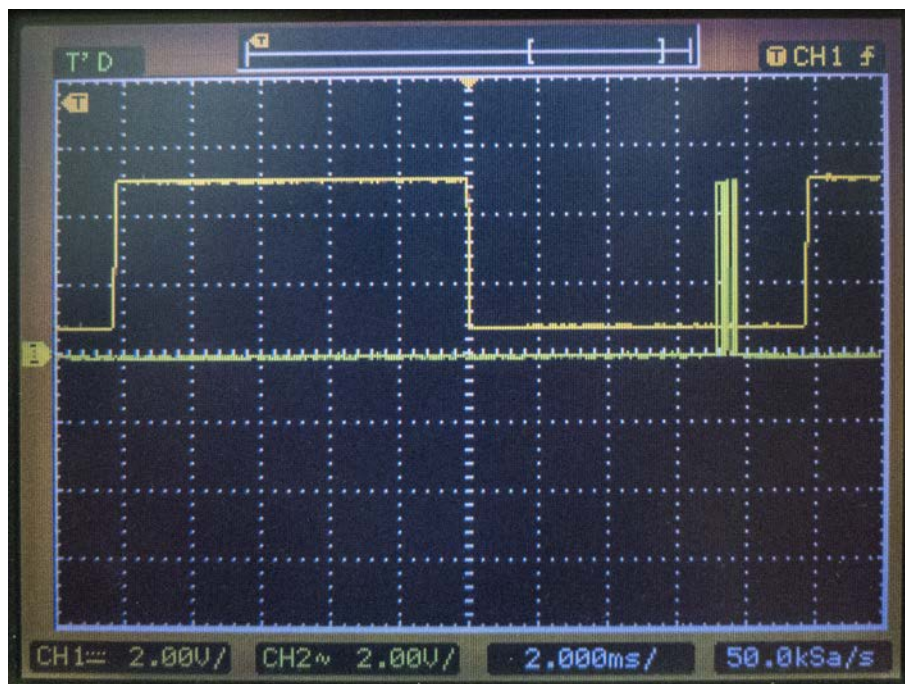 T' D
T
T CH1
T
CH1 2.00V/ CH2 2.00V/ 2.000ms/ 50.0kSa/s